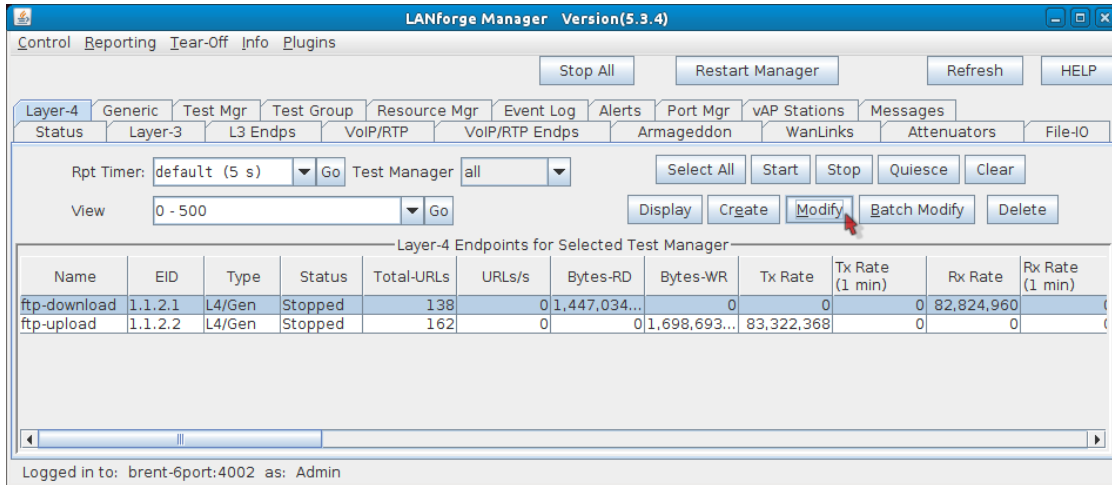 LANforge Manager Version(5.3.4)
Control Reporting Tear-Off Info Plugins
Stop All Restart Manager Refresh HELP
Layer-4 Generic Test Mgr Test Group Resource Mgr Event Log Alerts Port Mgr vAP Stations Messages
Status Layer-3 L3 Endps VoIP/RTP VoIP/RTP Endps Armageddon WanLinks Attenuators File-IO
Rpt Timer: default (5 s) Go Test Manager all Select All Start Stop Quiesce Clear
View 0 - 500 Go Display Create Modify Batch Modify Delete
Layer-4 Endpoints for Selected Test Manager
Name EID Type Status Total-URLs URLs/s Bytes-RD Bytes-WR Tx Rate Tx Rate (1 min) Rx Rate Rx Rate (1 min)
ftp-download 1.1.2.1 L4/Gen Stopped 138 0 1,447,034... 0 0 0 82,824,960 0
ftp-upload 1.1.2.2 L4/Gen Stopped 162 0 0 1,698,693... 83,322,368 0 0 0
Logged in to: brent-6port:4002 as: Admin